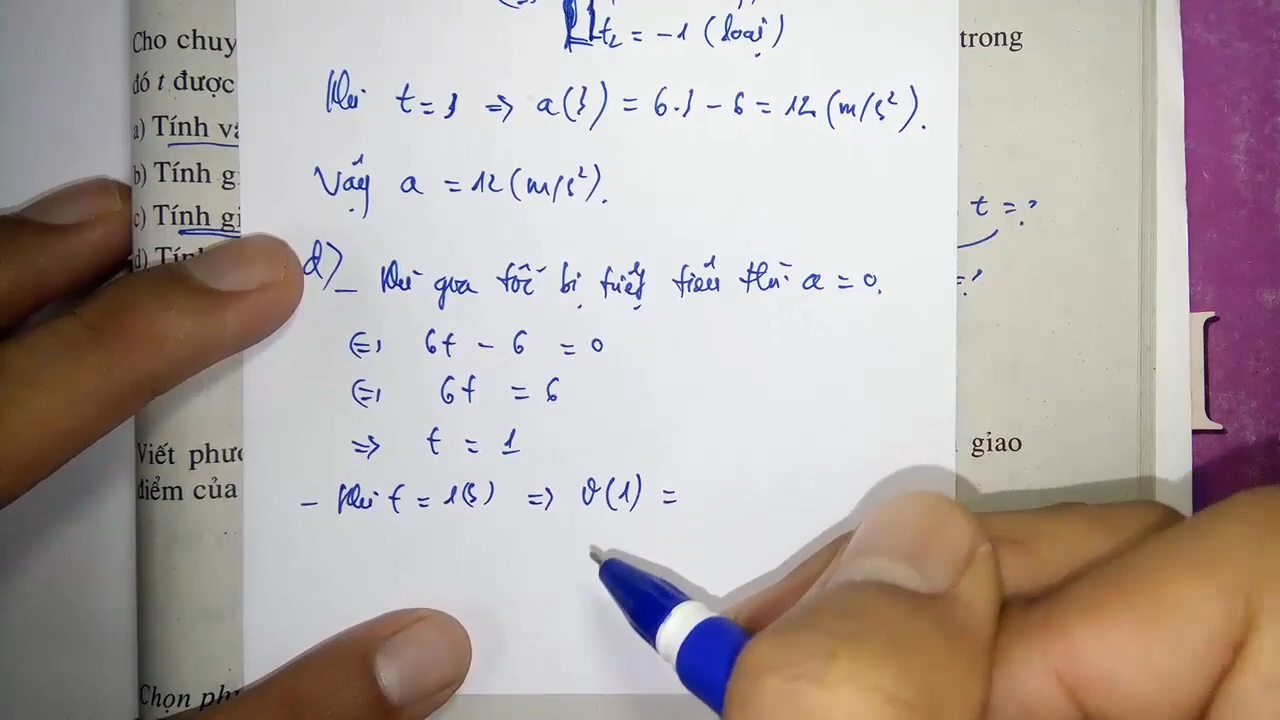 t₂ = -1 (loại)
Khi t = 3 => a(3) = 6.3 - 6 = 12 (m/s²).
Vậy a = 12 (m/s²).
d) - Khi gia tốc bị triệt tiêu thì a = 0.
<=> 6t - 6 = 0
<=> 6t = 6
=> t = 1
- Khi t = 1(s) => v(1) =
Cho chuy
đó t được
a) Tính vậ
b) Tính g
c) Tính gi
d) Tín
Viết phươ
điểm của
Chọn ph
trong
t = ?
= ?
giao